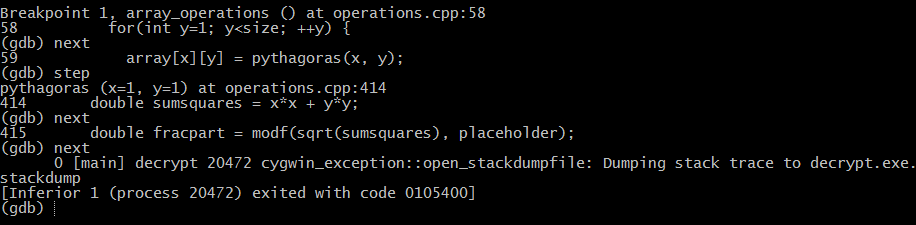 Breakpoint 1, array_operations () at operations.cpp:58
58          for(int y=1; y<size; ++y) {
(gdb) next
59            array[x][y] = pythagoras(x, y);
(gdb) step
pythagoras (x=1, y=1) at operations.cpp:414
414       double sumsquares = x*x + y*y;
(gdb) next
415       double fracpart = modf(sqrt(sumsquares), placeholder);
(gdb) next
      0 [main] decrypt 20472 cygwin_exception::open_stackdumpfile: Dumping stack trace to decrypt.exe.
stackdump
[Inferior 1 (process 20472) exited with code 0105400]
(gdb)